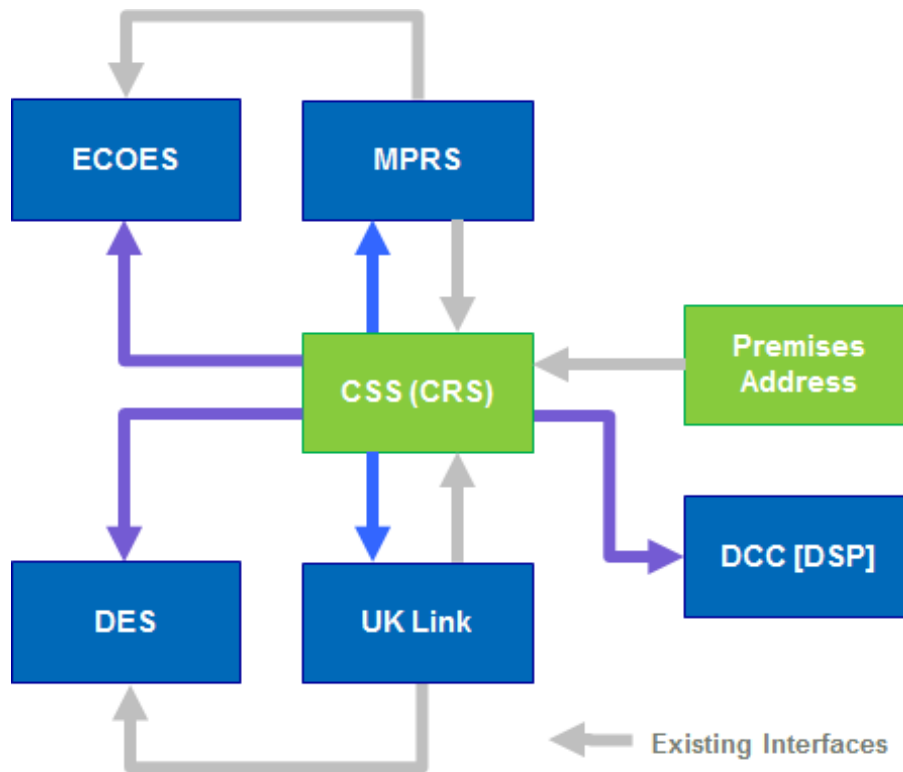 ECOES
MPRS
CSS (CRS)
Premises
Address
DCC [DSP]
DES
UK Link
Existing Interfaces